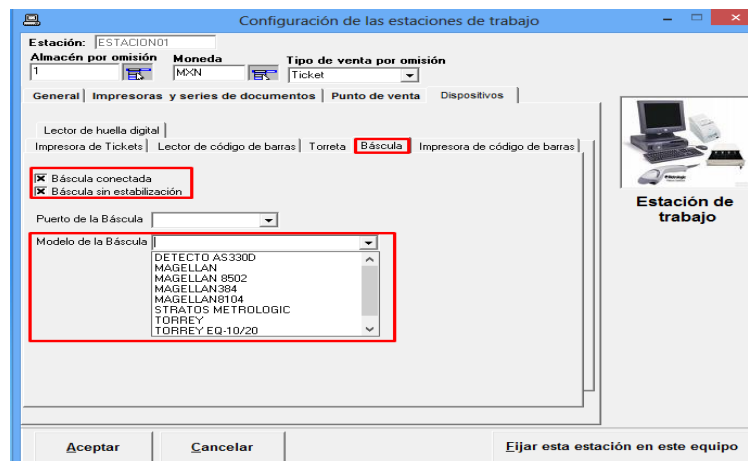 Configuración de las estaciones de trabajo
Estación: ESTACION01
Almacén por omisión Moneda Tipo de venta por omisión
1 MXN Ticket
General Impresoras y series de documentos Punto de venta Dispositivos
Lector de huella digital
Impresora de Tickets Lector de código de barras Torreta Báscula Impresora de código de barras
Báscula conectada
Báscula sin estabilización
Puerto de la Báscula
Modelo de la Báscula
DETECTO AS330D
MAGELLAN
MAGELLAN 8502
MAGELLAN384
MAGELLAN8104
STRATOS METROLOGIC
TORREY
TORREY EQ-10/20
Estación de
trabajo
Aceptar Cancelar Fijar esta estación en este equipo